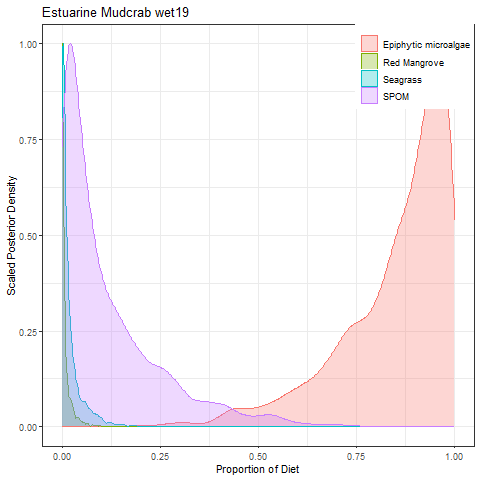 Estuarine Mudcrab wet19
Epiphytic microalgae
Red Mangrove
Seagrass
SPOM
1.00
0.75
0.50
0.25
0.00
Scaled Posterior Density
0.00 0.25 0.50 0.75 1.00
Proportion of Diet